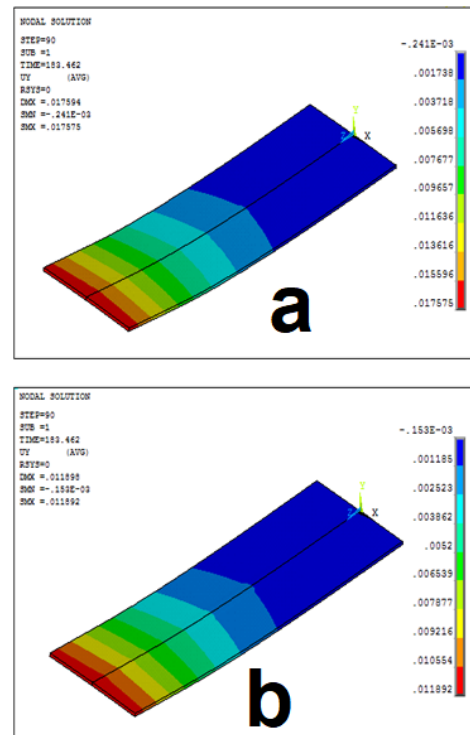 NODAL SOLUTION
STEP=90
SUB =1
TIME=183.462
UY (AVG)
RSYS=0
DMX =.017594
SMN =-.241E-03
SMX =.017575
-.241E-03
.001738
.003718
.005698
.007677
.009657
.011636
.013616
.015596
.017575
Y
Z X
a
NODAL SOLUTION
STEP=90
SUB =1
TIME=183.462
UY (AVG)
RSYS=0
DMX =.011898
SMN =-.153E-03
SMX =.011892
-.153E-03
.001185
.002523
.003862
.0052
.006539
.007877
.009216
.010554
.011892
Y
Z X
b